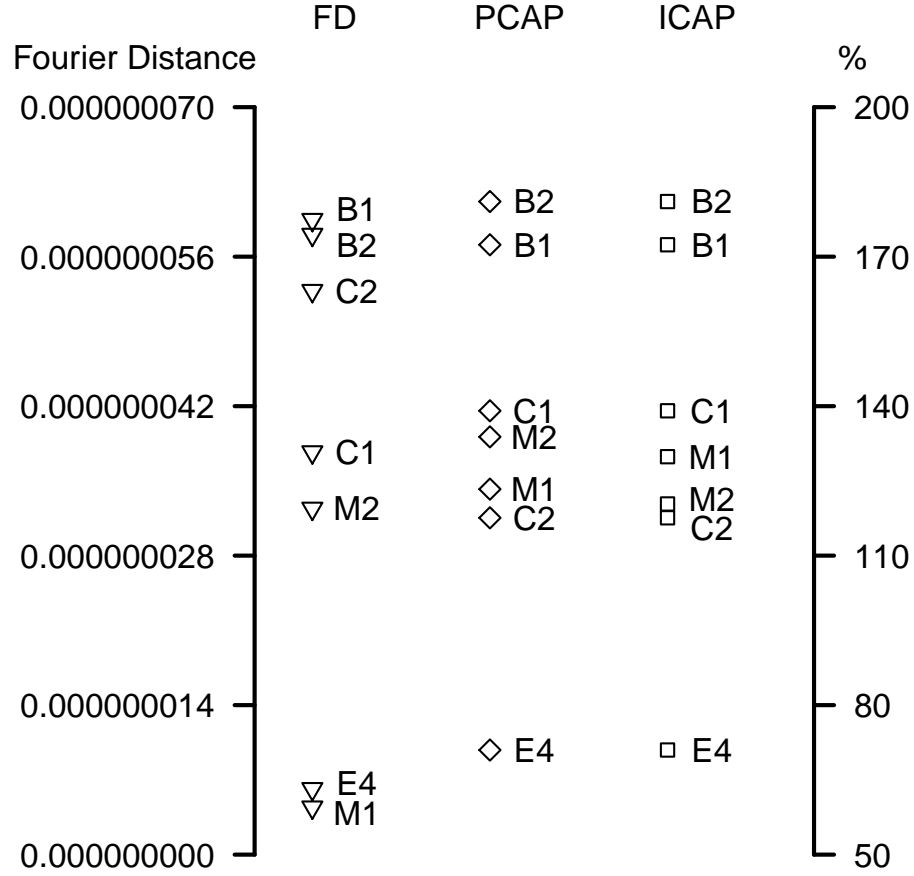 FD PCAP ICAP
Fourier Distance %
0.000000070 200
B2 B2
B1
B1 B1
B2
0.000000056 170
C2
0.000000042 140
C1 C1
M2
C1 M1
M1
M2 M2
C2
C2
0.000000028 110
0.000000014 80
E4 E4
E4
M1
0.000000000 50